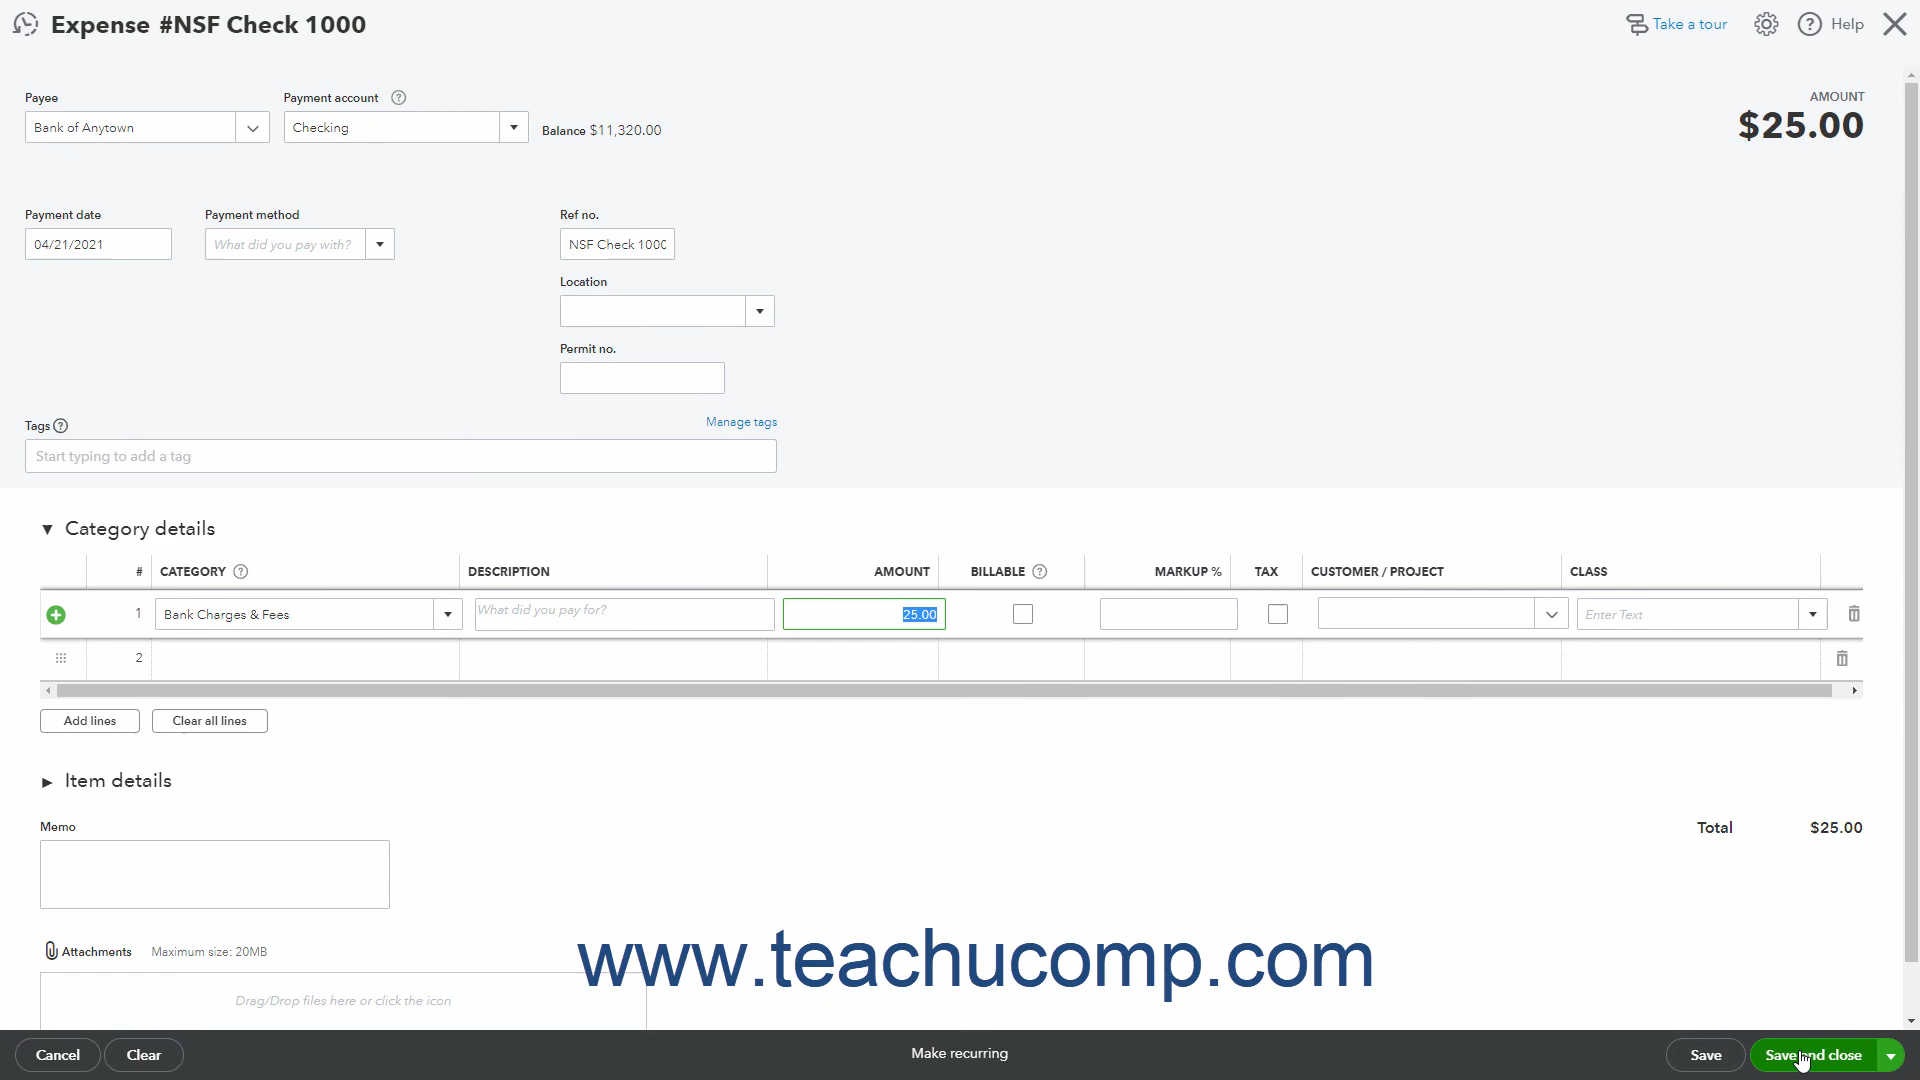 Expense #NSF Check 1000
Take a tour
Help
Payee
Payment account
AMOUNT
Bank of Anytown
Checking
Balance $11,320.00
$25.00
Payment date
Payment method
Ref no.
04/21/2021
What did you pay with?
NSF Check 1000
Location
Permit no.
Tags
Manage tags
Start typing to add a tag
Category details
# CATEGORY DESCRIPTION AMOUNT BILLABLE MARKUP % TAX CUSTOMER / PROJECT CLASS
1 Bank Charges & Fees What did you pay for? 25.00 Enter Text
2
Add lines
Clear all lines
Item details
Memo
Total $25.00
Attachments Maximum size: 20MB
www.teachucomp.com
Drag/Drop files here or click the icon
Cancel
Clear
Make recurring
Save
Save and close